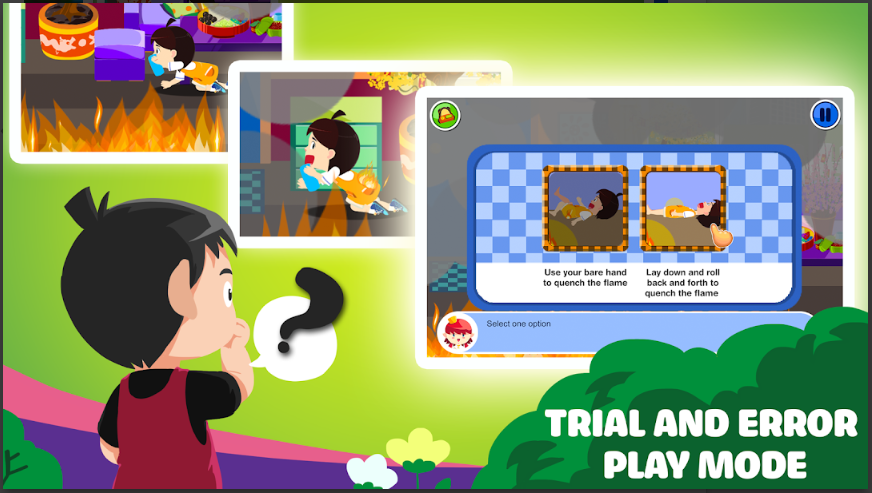 ?
Use your bare hand
to quench the flame
Lay down and roll
back and forth to
quench the flame
Select one option
TRIAL AND ERROR
PLAY MODE